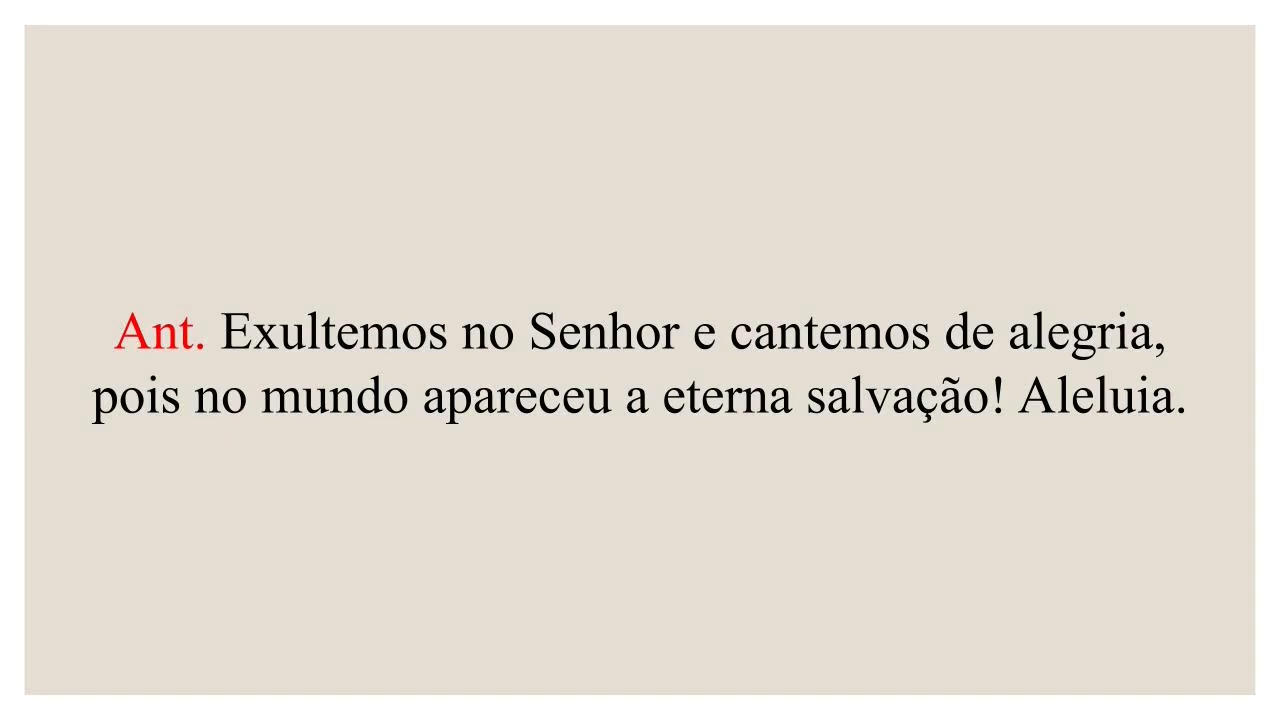 Ant. Exultemos no Senhor e cantemos de alegria,
pois no mundo apareceu a eterna salvação! Aleluia.